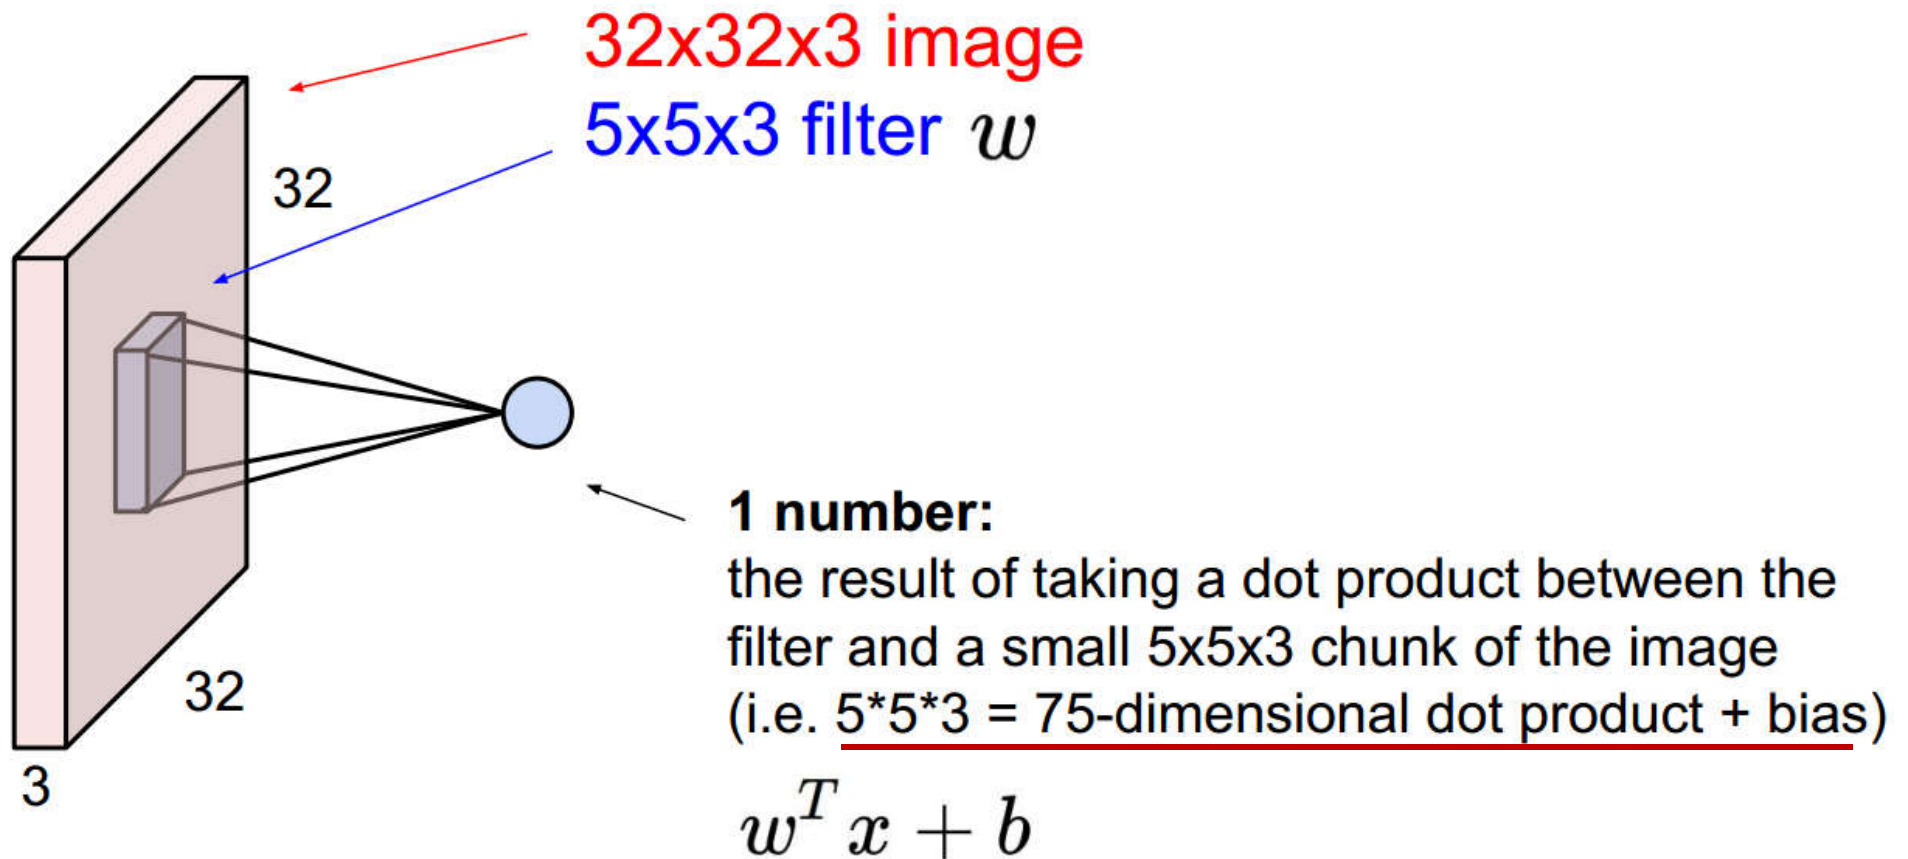 32x32x3 image
5x5x3 filter w
32
32
3
1 number:
the result of taking a dot product between the
filter and a small 5x5x3 chunk of the image
(i.e. 5*5*3 = 75-dimensional dot product + bias)
w^T x + b